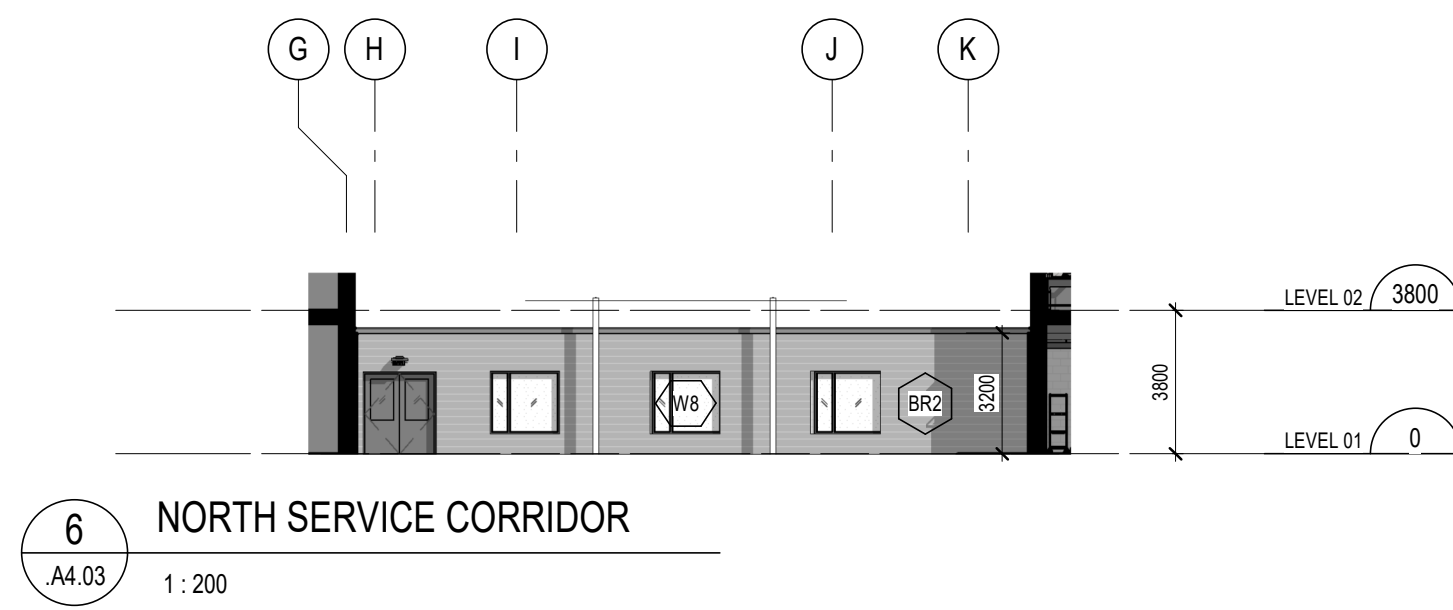 G H I J K
LEVEL 02 3800
W8
BR2
3200
3800
LEVEL 01 0
6 NORTH SERVICE CORRIDOR
.A4.03 1 : 200